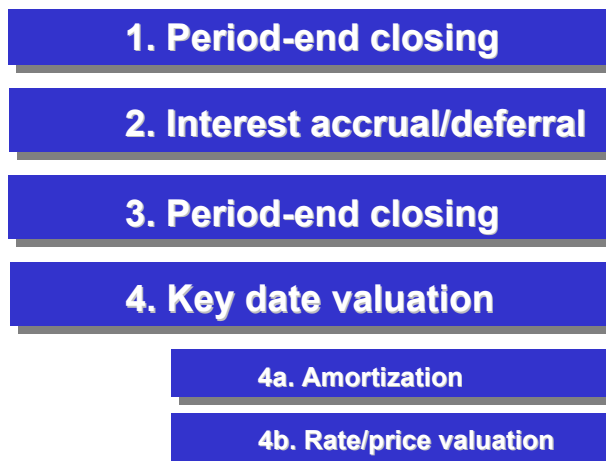 1. Period-end closing
2. Interest accrual/deferral
3. Period-end closing
4. Key date valuation
4a. Amortization
4b. Rate/price valuation